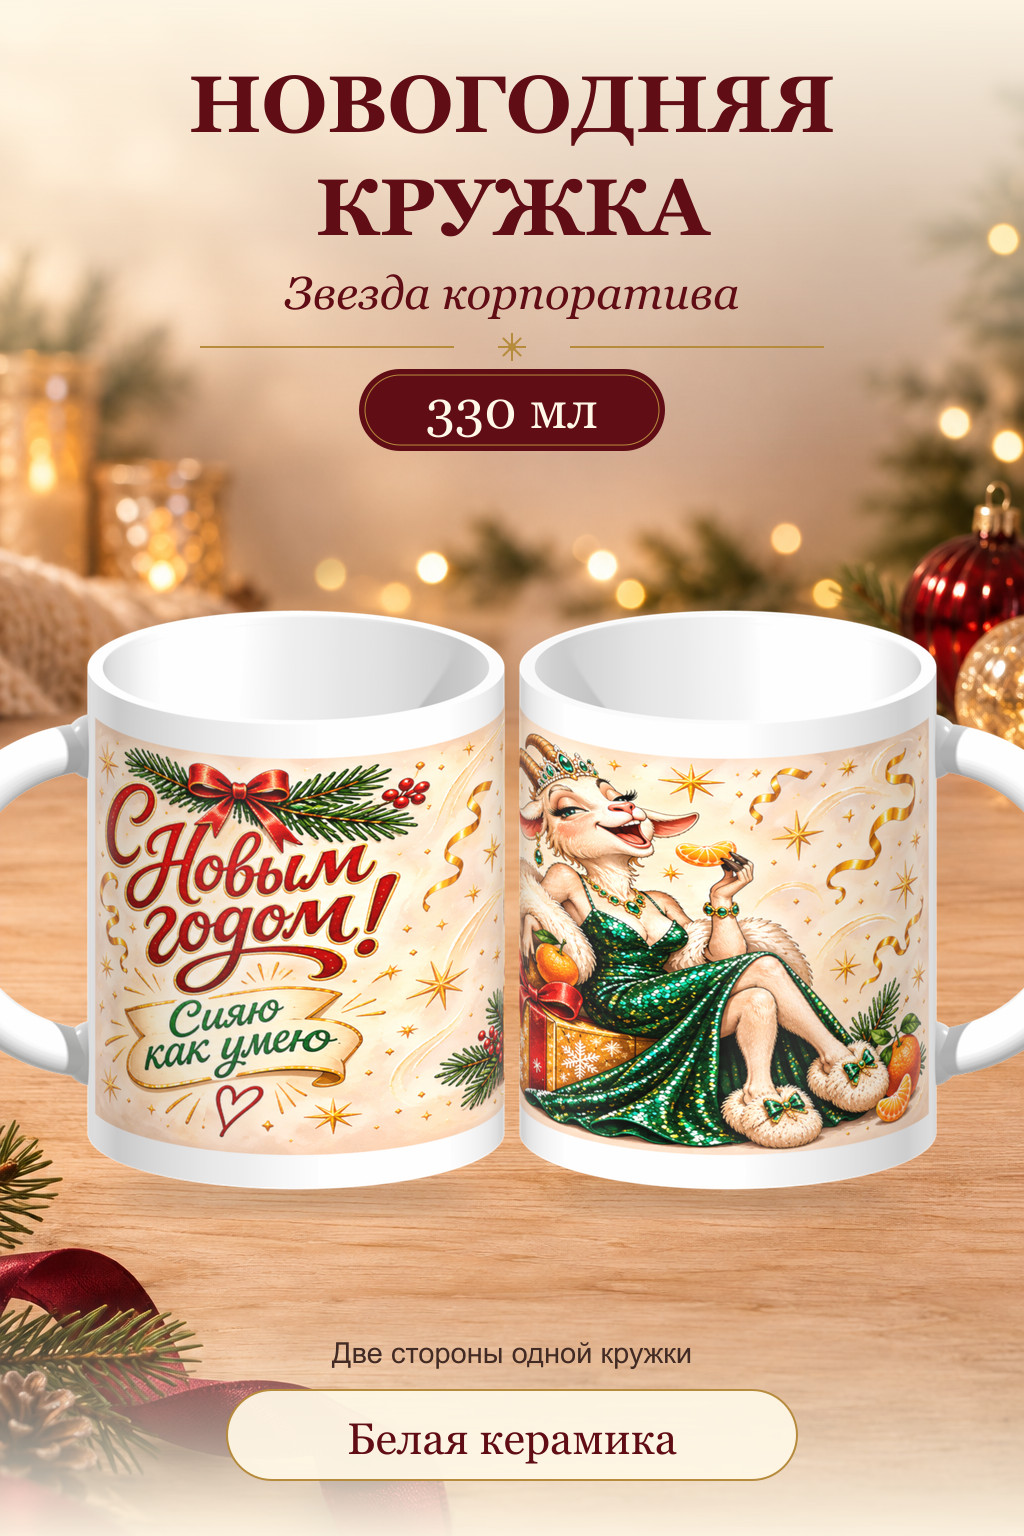 НОВОГОДНЯЯ
КРУЖКА
Звезда корпоратива
330 мл
С Новым
годом!
Сияю
как умею
Две стороны одной кружки
Белая керамика